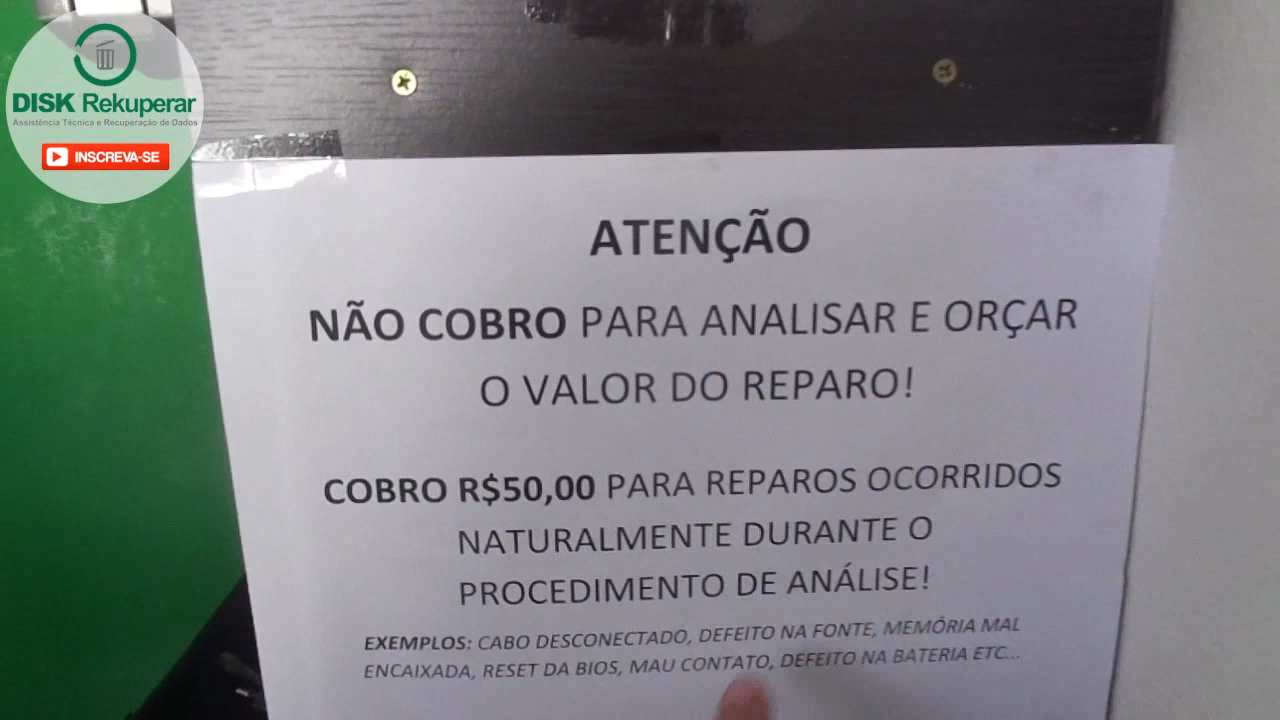 DISK Rekuperar
Assistência Técnica e Recuperação de Dados
INSCREVA-SE
ATENÇÃO
NÃO COBRO PARA ANALISAR E ORÇAR
O VALOR DO REPARO!
COBRO R$50,00 PARA REPAROS OCORRIDOS
NATURALMENTE DURANTE O
PROCEDIMENTO DE ANÁLISE!
EXEMPLOS: CABO DESCONECTADO, DEFEITO NA FONTE, MEMÓRIA MAL
ENCAIXADA, RESET DA BIOS, MAU CONTATO, DEFEITO NA BATERIA ETC...